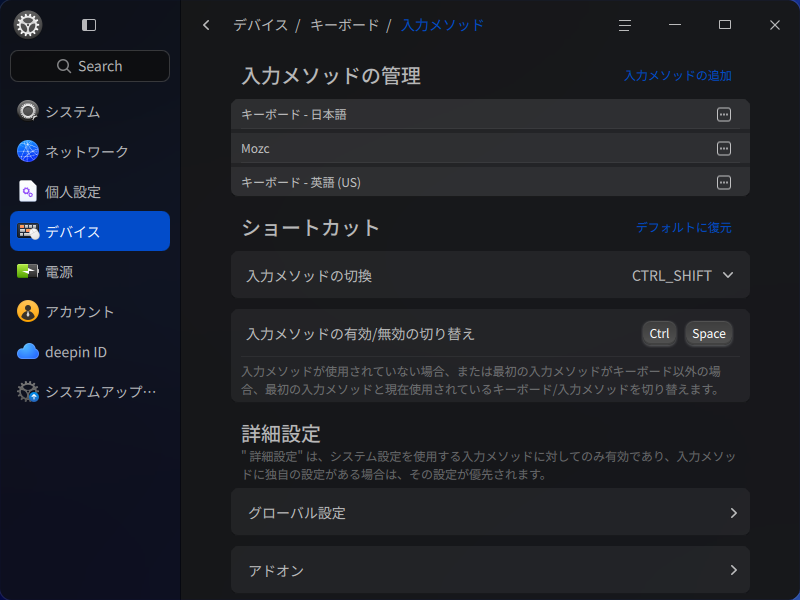 Search
システム
ネットワーク
個人設定
デバイス
電源
アカウント
deepin ID
システムアップ…
デバイス / キーボード / 入力メソッド
入力メソッドの管理
入力メソッドの追加
キーボード - 日本語
Mozc
キーボード - 英語 (US)
ショートカット
デフォルトに復元
入力メソッドの切換
CTRL_SHIFT
入力メソッドの有効/無効の切り替え
Ctrl
Space
入力メソッドが使用されていない場合、または最初の入力メソッドがキーボード以外の場
合、最初の入力メソッドと現在使用されているキーボード/入力メソッドを切り替えます。
詳細設定
" 詳細設定" は、システム設定を使用する入力メソッドに対してのみ有効であり、入力メソッ
ドに独自の設定がある場合は、その設定が優先されます。
グローバル設定
アドオン